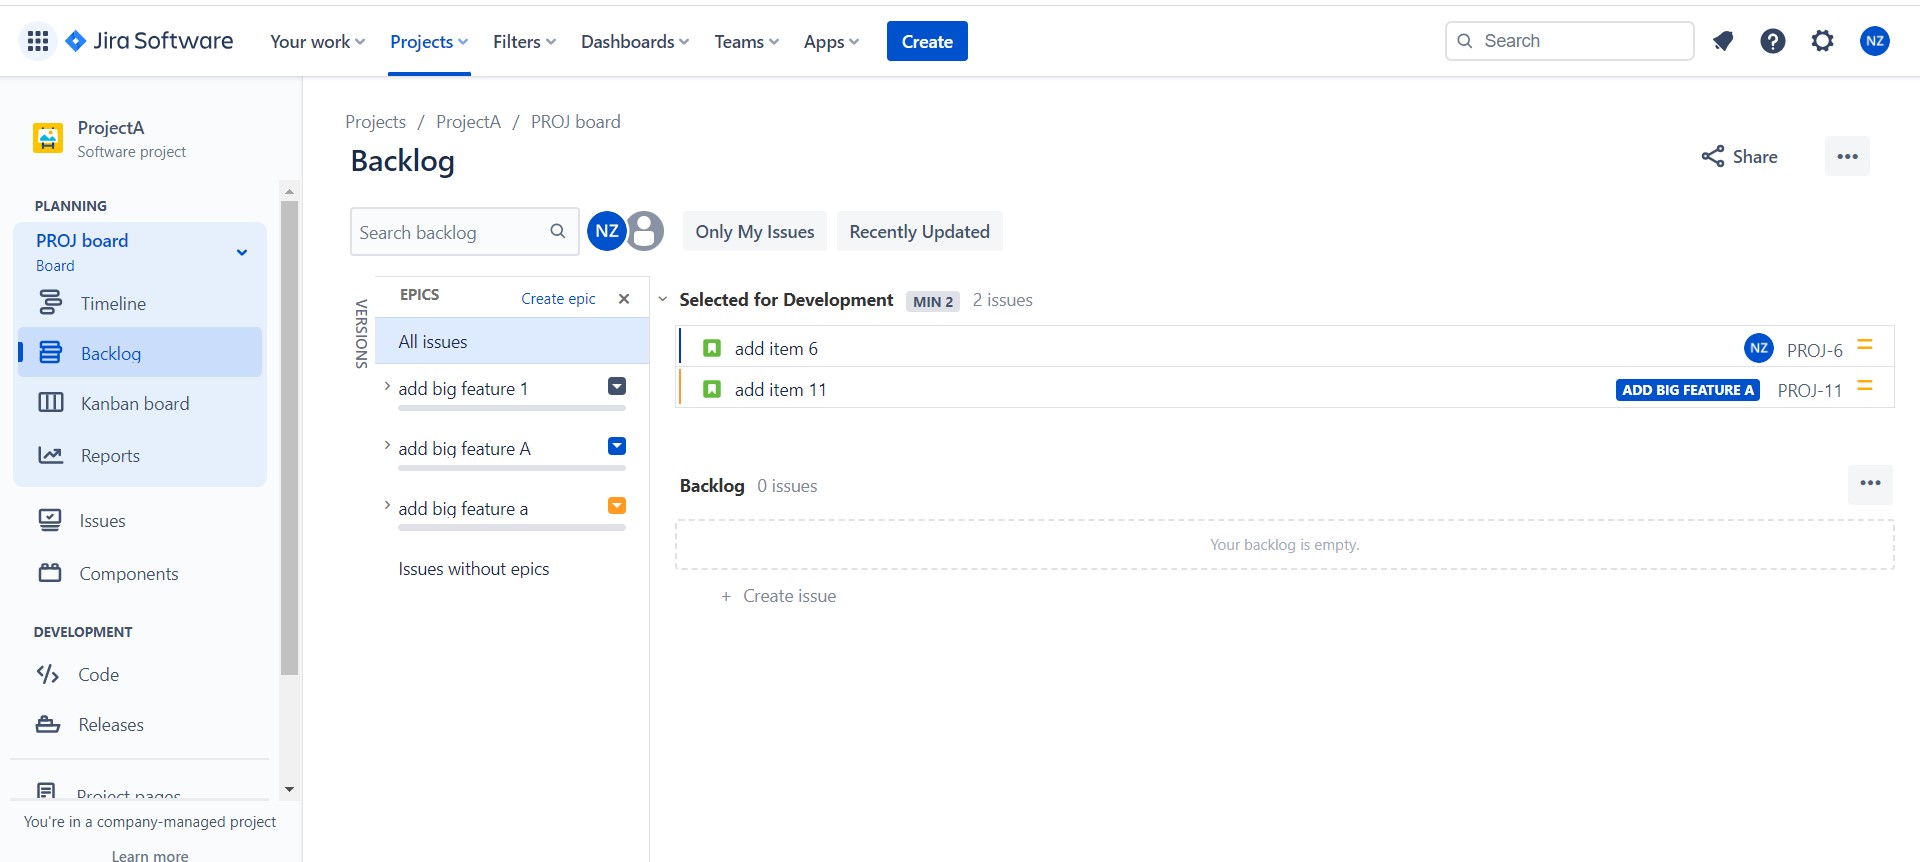 Jira Software
Your work
Projects
Filters
Dashboards
Teams
Apps
Create
Search
NZ
ProjectA
Software project
PLANNING
PROJ board
Board
Timeline
Backlog
Kanban board
Reports
Issues
Components
DEVELOPMENT
Code
Releases
Project pages
You're in a company-managed project
Learn more
Projects / ProjectA / PROJ board
Backlog
Share
Search backlog
NZ
Only My Issues
Recently Updated
VERSIONS
EPICS
Create epic
All issues
add big feature 1
add big feature A
add big feature a
Issues without epics
Selected for Development MIN 2 2 issues
add item 6 NZ PROJ-6
add item 11 ADD BIG FEATURE A PROJ-11
Backlog 0 issues
Your backlog is empty.
+ Create issue